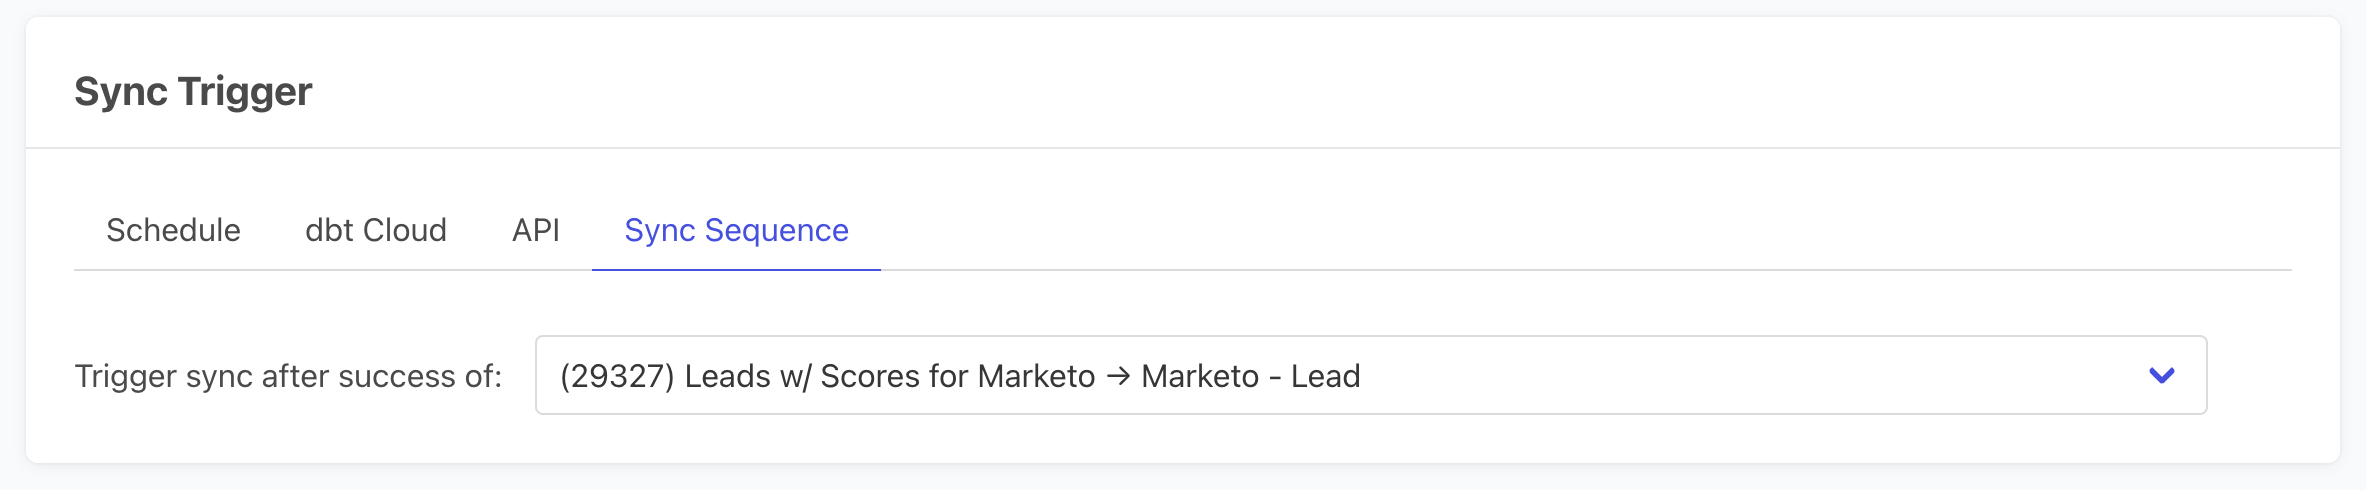 Sync Trigger
Schedule dbt Cloud API Sync Sequence
Trigger sync after success of: (29327) Leads w/ Scores for Marketo → Marketo - Lead